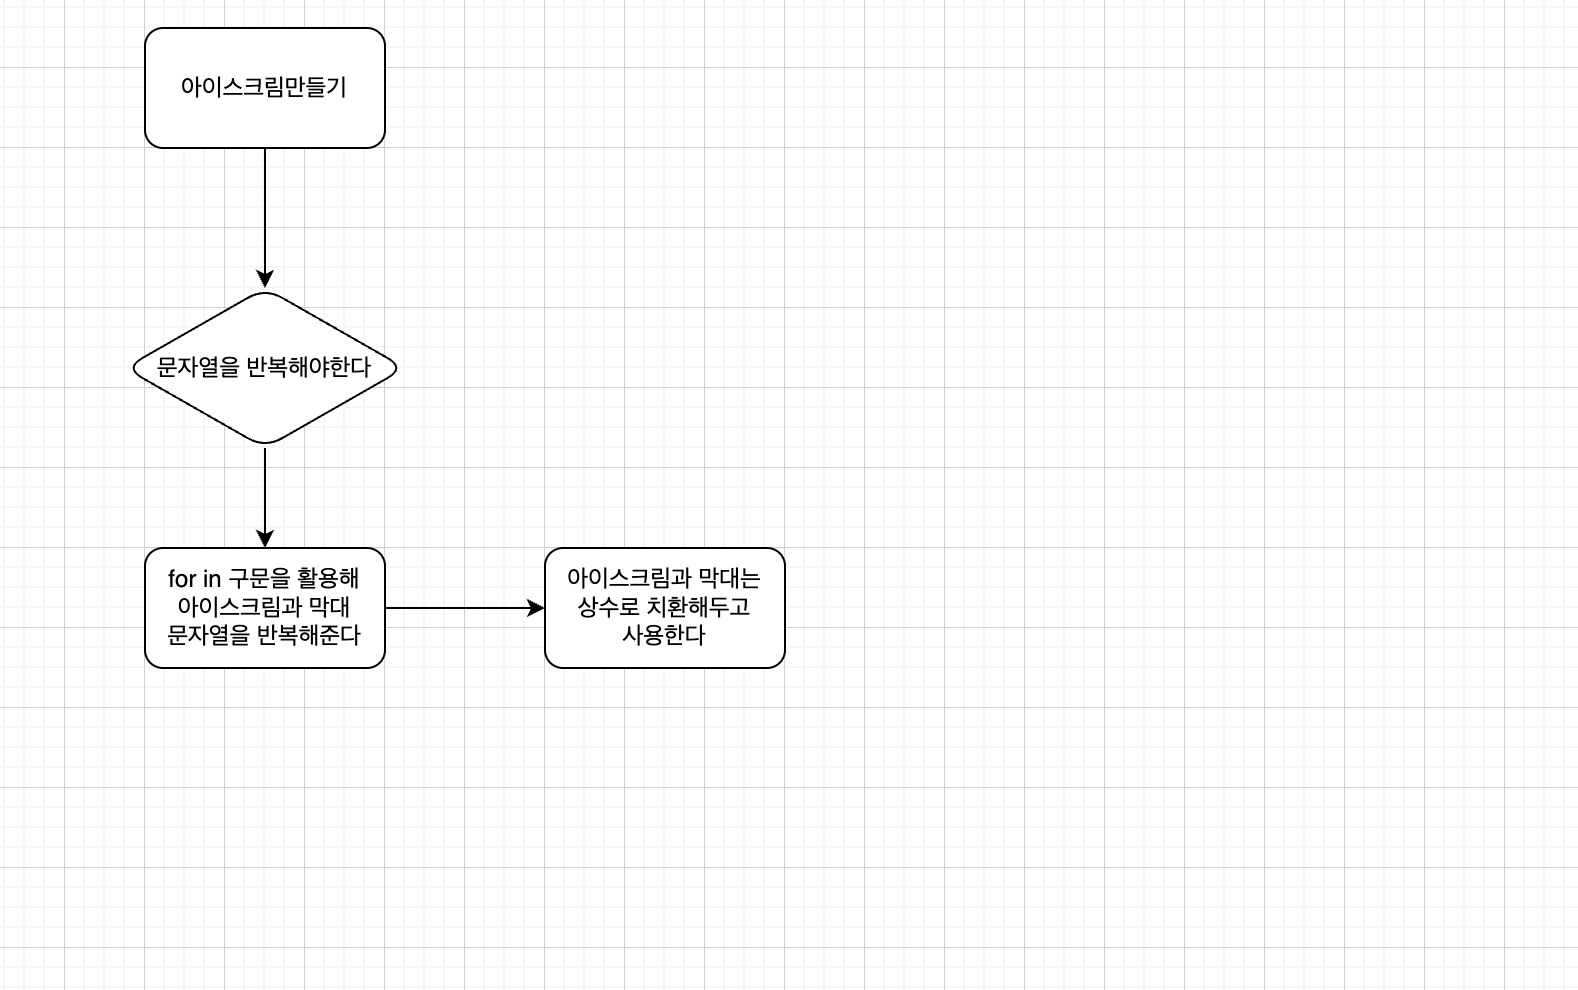 아이스크림만들기
문자열을 반복해야한다
for in 구문을 활용해
아이스크림과 막대
문자열을 반복해준다
아이스크림과 막대는
상수로 치환해두고
사용한다